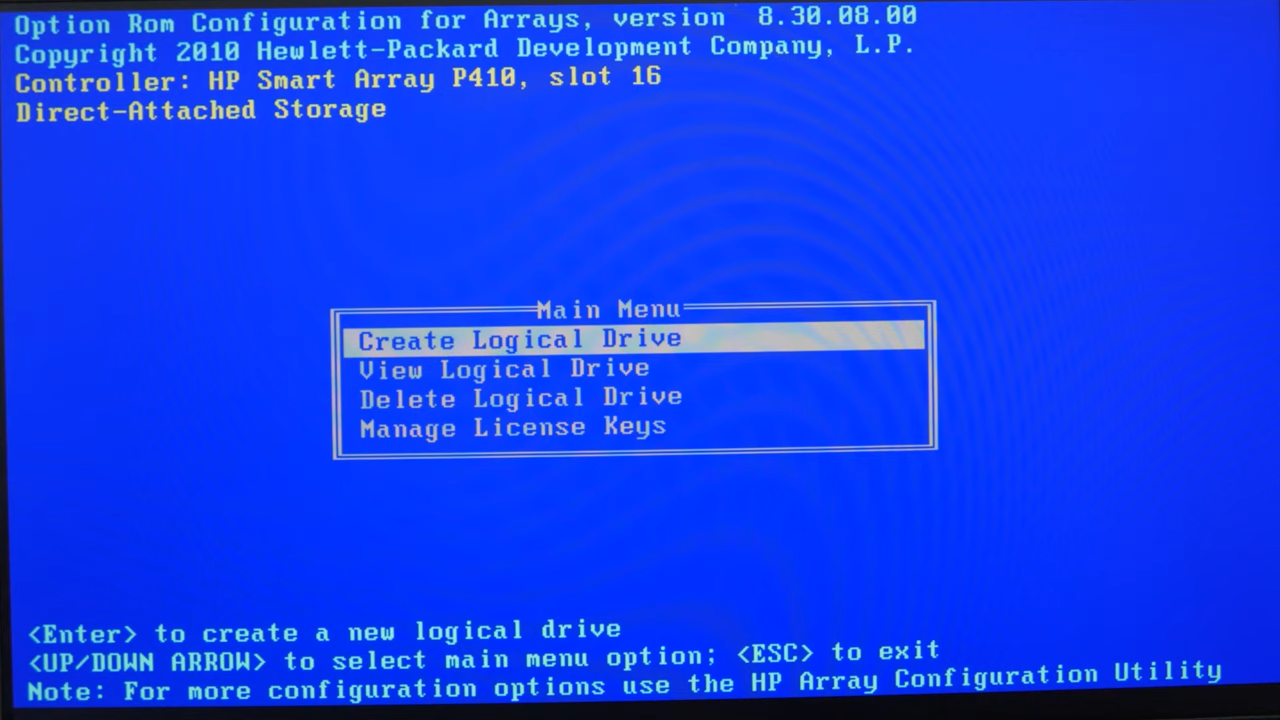 Option Rom Configuration for Arrays, version  8.30.08.00
Copyright 2010 Hewlett-Packard Development Company, L.P.
Controller: HP Smart Array P410, slot 16
Direct-Attached Storage
Main Menu
Create Logical Drive
View Logical Drive
Delete Logical Drive
Manage License Keys
<Enter> to create a new logical drive
<UP/DOWN ARROW> to select main menu option; <ESC> to exit
Note: For more configuration options use the HP Array Configuration Utility